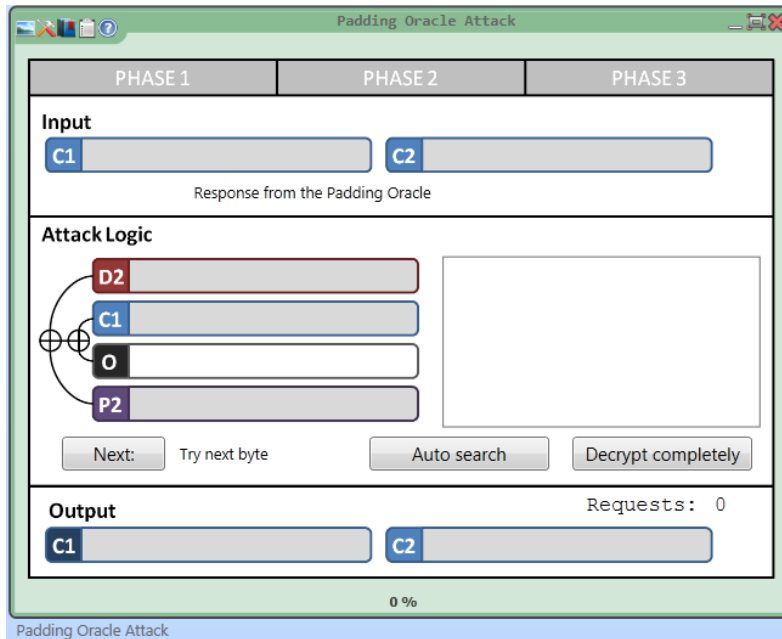 Padding Oracle Attack
PHASE 1 PHASE 2 PHASE 3
Input
C1 C2
Response from the Padding Oracle
Attack Logic
D2
C1
O
P2
Next: Try next byte Auto search Decrypt completely
Requests: 0
Output
C1 C2
0 %
Padding Oracle Attack